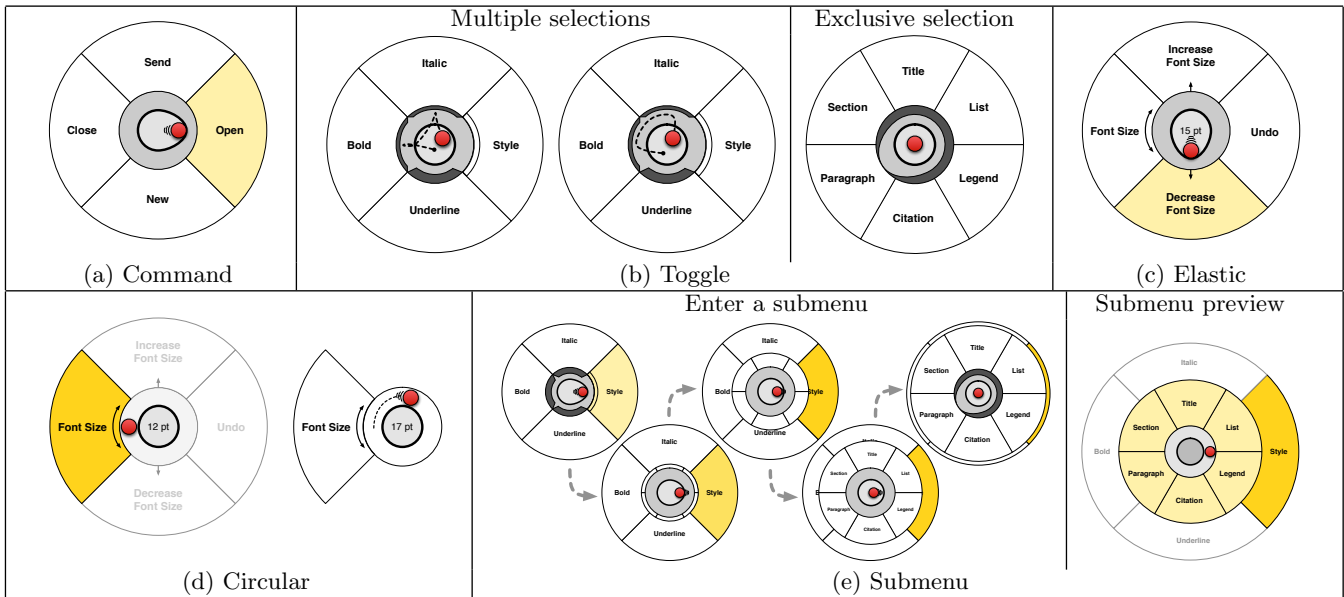 Multiple selections
Exclusive selection
Send
Close
Open
New
Italic
Bold
Style
Underline
Italic
Bold
Style
Underline
Title
Section
List
Paragraph
Legend
Citation
Increase
Font Size
Font Size
15 pt
Undo
Decrease
Font Size
(a) Command
(b) Toggle
(c) Elastic
Enter a submenu
Submenu preview
Increase
Font Size
Font Size
12 pt
Undo
Decrease
Font Size
Font Size
17 pt
Italic
Bold
Style
Underline
Italic
Bold
Style
Underline
Italic
Bold
Style
Underline
Title
Section
List
Paragraph
Legend
Citation
Title
Section
List
Paragraph
Legend
Citation
Italic
Title
Section
List
Bold
Style
Paragraph
Legend
Citation
Underline
(d) Circular
(e) Submenu